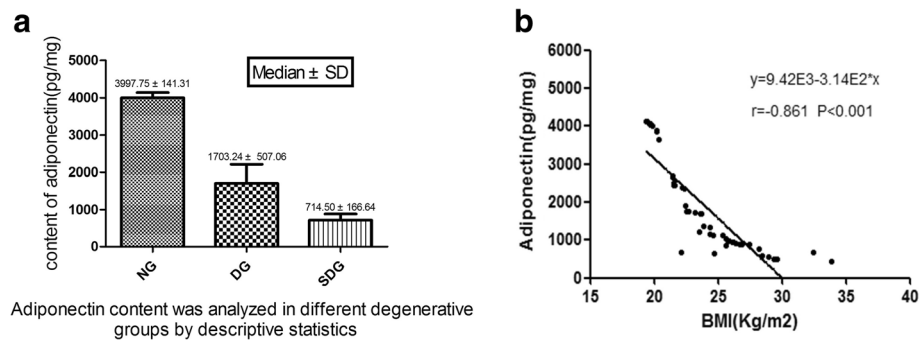 a
content of adiponectin(pg/mg)
5000
4000
3000
2000
1000
0
3997.75 ± 141.31
1703.24 ± 507.06
714.50 ± 166.64
Median ± SD
NG
DG
SDG
Adiponectin content was analyzed in different degenerative
groups by descriptive statistics
b
Adiponectin(pg/mg)
6000
5000
4000
3000
2000
1000
0
y=9.42E3-3.14E2*x
r=-0.861 P<0.001
15
20
25
30
35
40
BMI(Kg/m2)